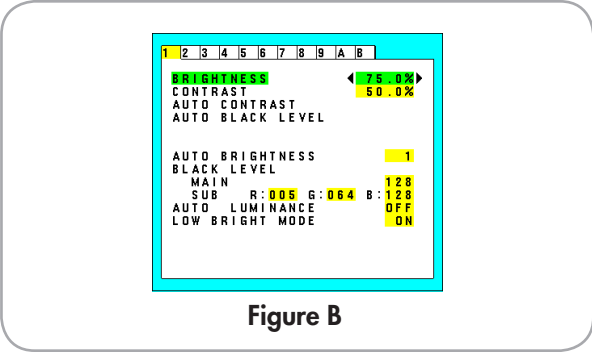 1 2 3 4 5 6 7 8 9 A B
BRIGHTNESS 75.0%
CONTRAST 50.0%
AUTO CONTRAST
AUTO BLACK LEVEL
AUTO BRIGHTNESS 1
BLACK LEVEL
MAIN 128
SUB R:005 G:064 B:128
AUTO LUMINANCE OFF
LOW BRIGHT MODE ON
Figure B